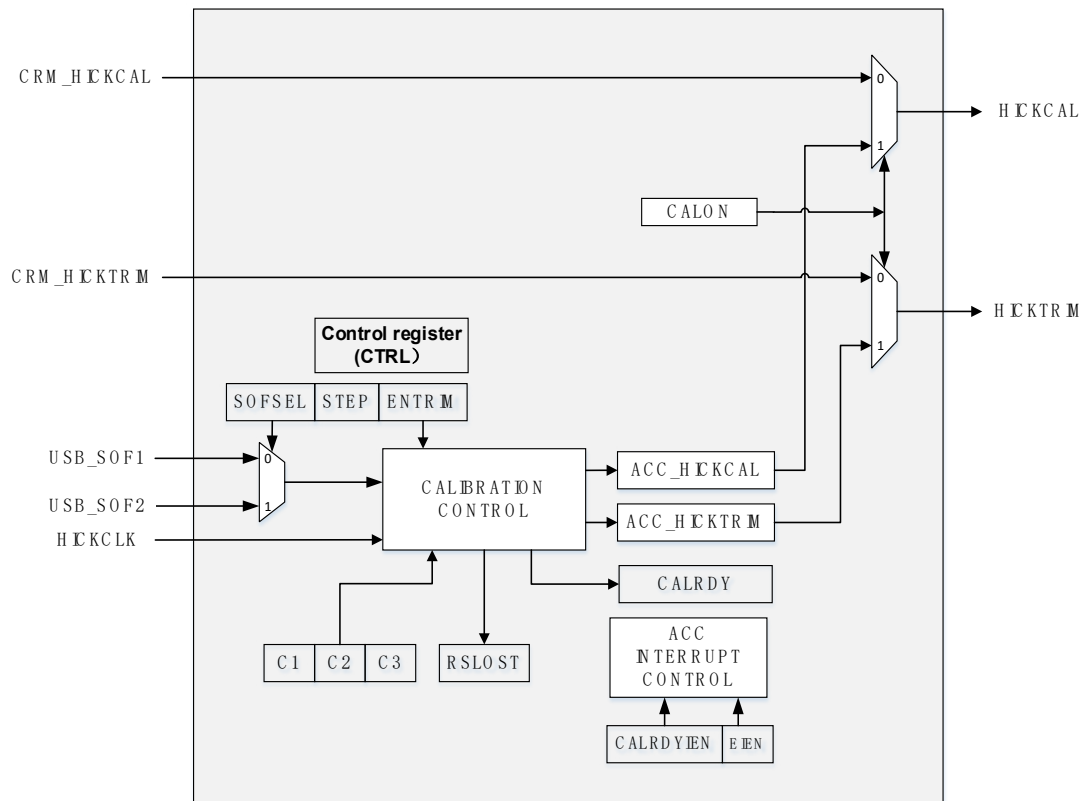 CRM_HICKCAL
0
HICKCAL
1
CALON
CRM_HICKTRIM
0
HICKTRIM
1
Control register
(CTRL）
SOFSEL STEP ENTRIM
USB_SOF1
0
USB_SOF2
1
HICKCLK
CALIBRATION
CONTROL
ACC_HICKCAL
ACC_HICKTRIM
CALRDY
C1 C2 C3
RSLOST
ACC
INTERRUPT
CONTROL
CALRDYIEN EIEN